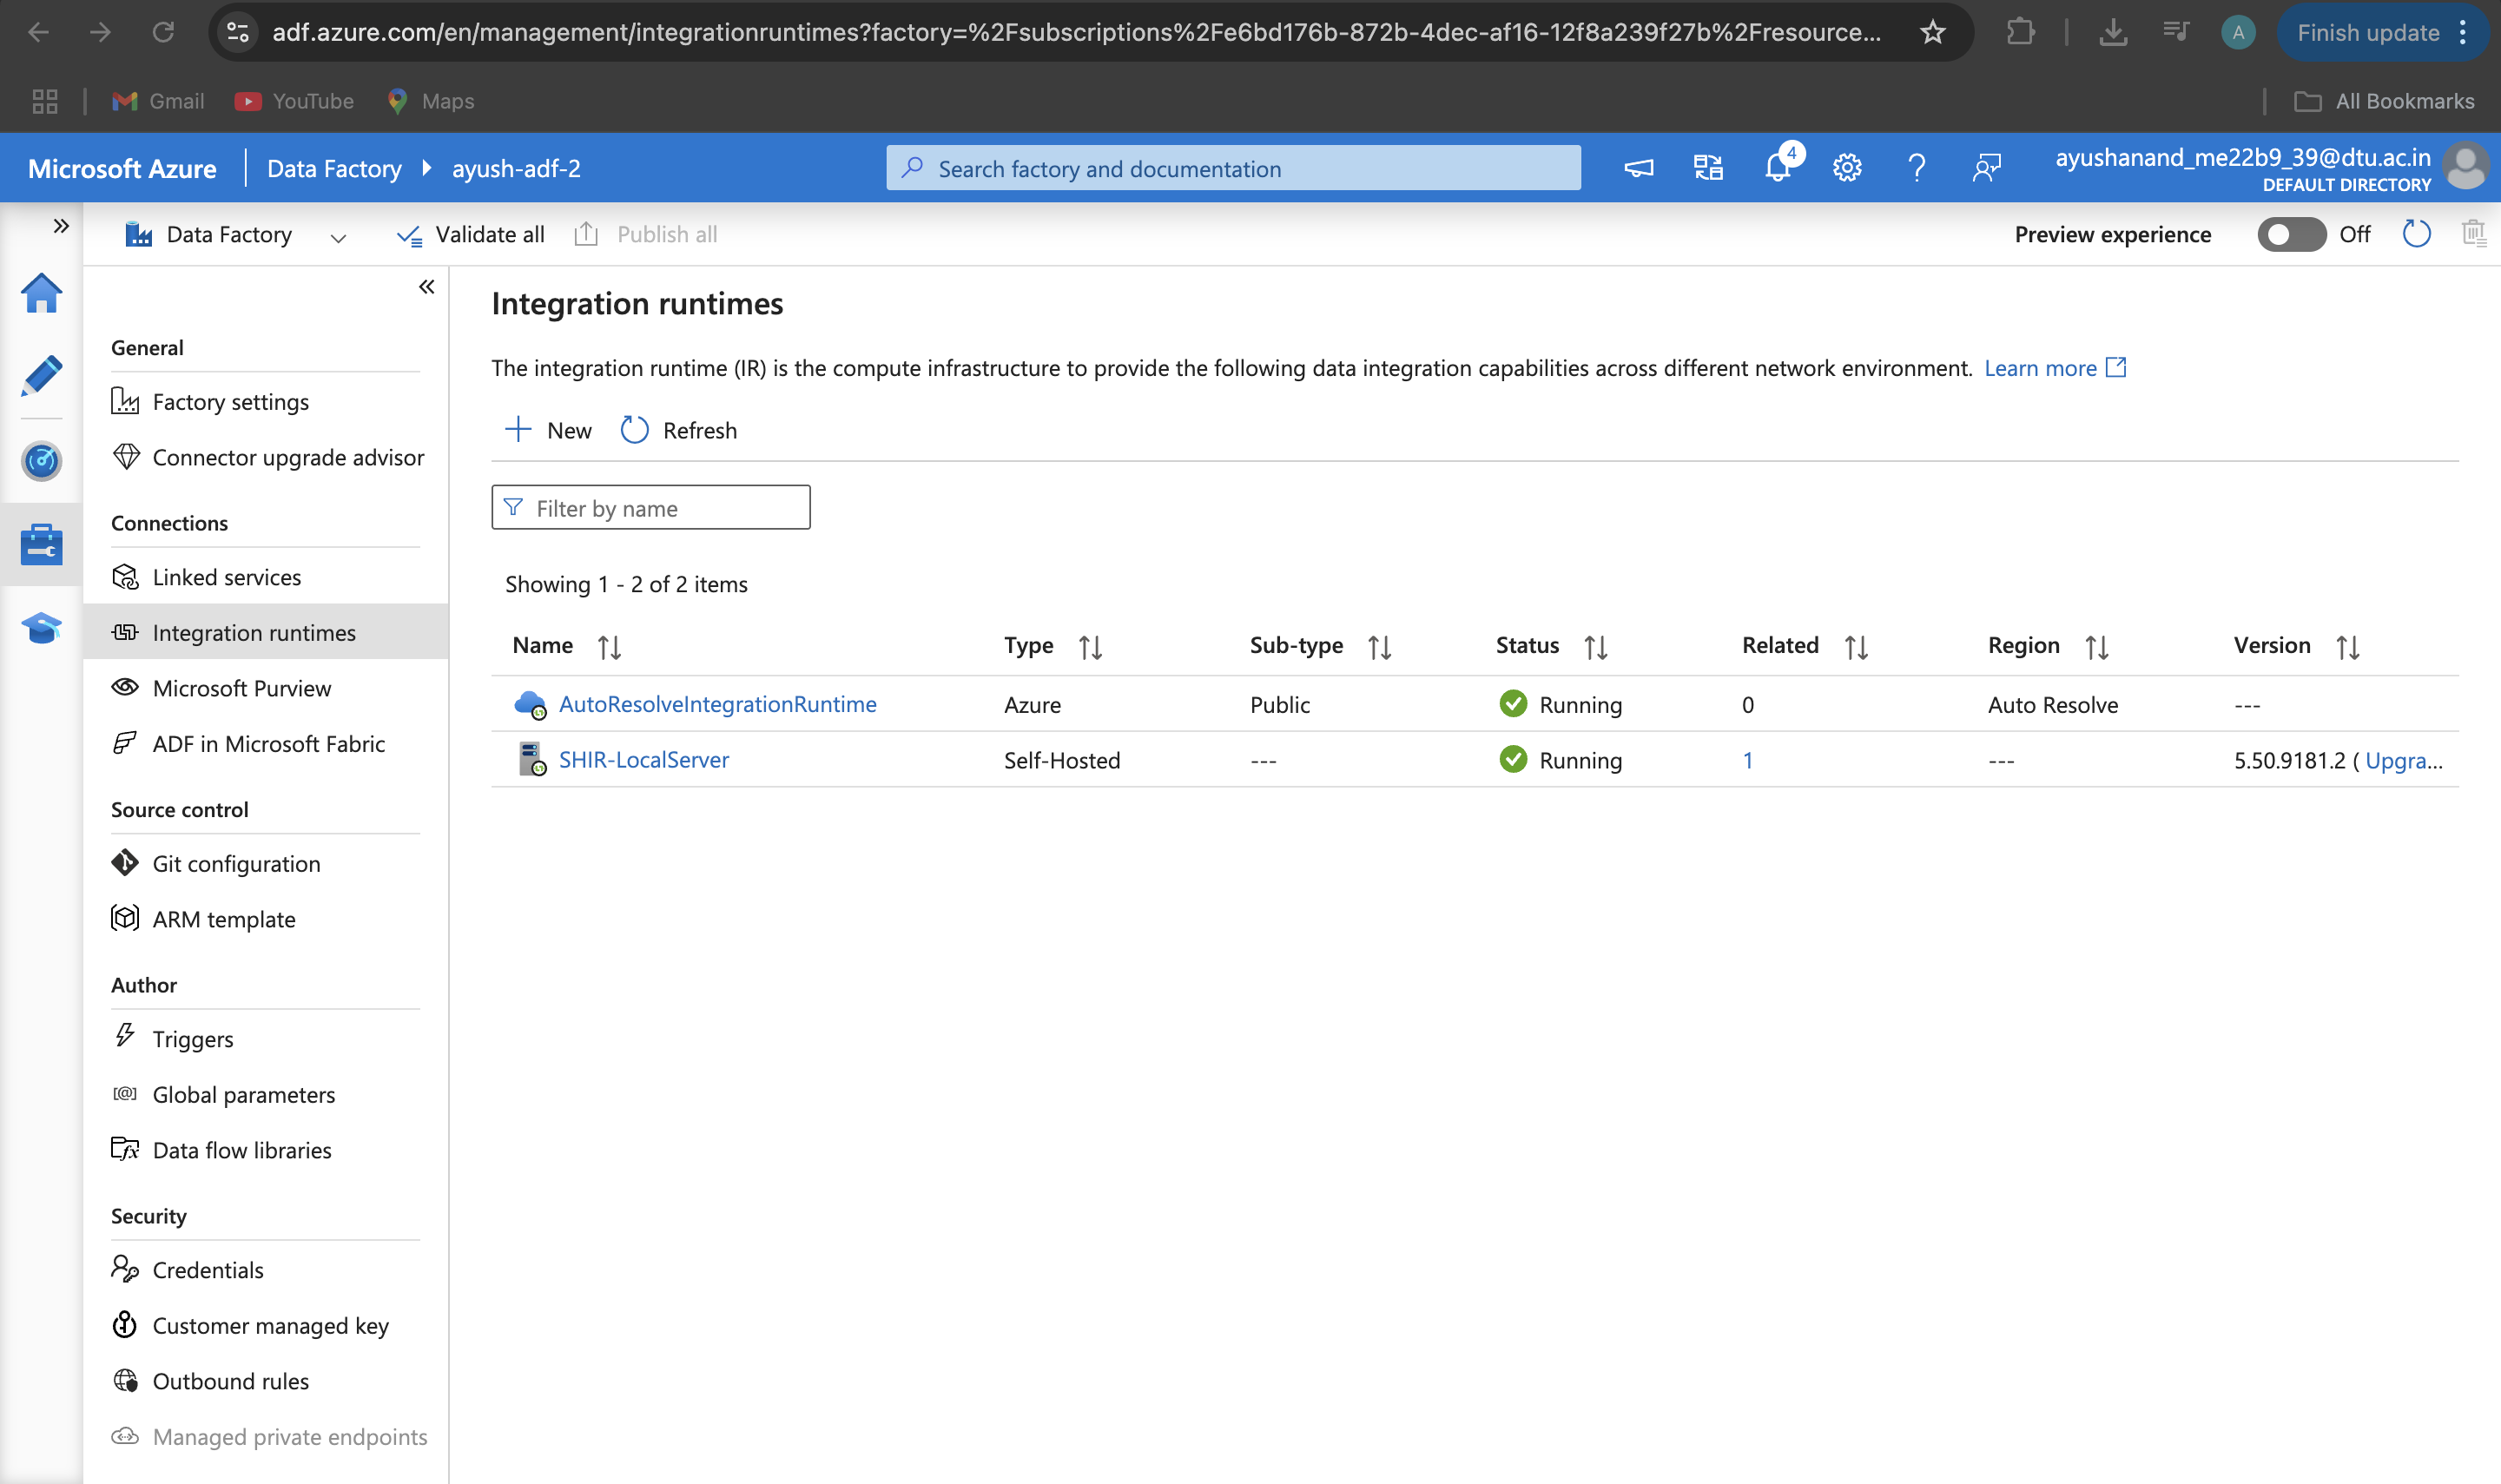 adf.azure.com/en/management/integrationruntimes?factory=%2Fsubscriptions%2Fe6bd176b-872b-4dec-af16-12f8a239f27b%2Fresource...
A
Finish update
Gmail
YouTube
Maps
All Bookmarks
Microsoft Azure
Data Factory
ayush-adf-2
Search factory and documentation
4
ayushanand_me22b9_39@dtu.ac.in
DEFAULT DIRECTORY
Data Factory
Validate all
Publish all
Preview experience
Off
General
Factory settings
Connector upgrade advisor
Connections
Linked services
Integration runtimes
Microsoft Purview
ADF in Microsoft Fabric
Source control
Git configuration
ARM template
Author
Triggers
Global parameters
Data flow libraries
Security
Credentials
Customer managed key
Outbound rules
Managed private endpoints
Integration runtimes
The integration runtime (IR) is the compute infrastructure to provide the following data integration capabilities across different network environment. Learn more
New
Refresh
Filter by name
Showing 1 - 2 of 2 items
Name Type Sub-type Status Related Region Version
AutoResolveIntegrationRuntime Azure Public Running 0 Auto Resolve ---
SHIR-LocalServer Self-Hosted --- Running 1 --- 5.50.9181.2 ( Upgra...